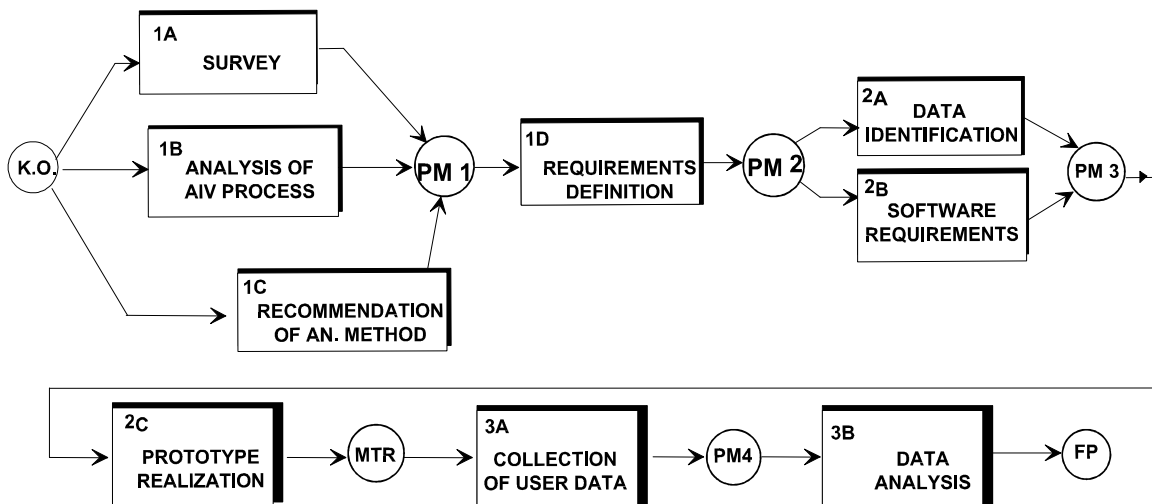 K.O.
1A
SURVEY
1B
ANALYSIS OF
AIV PROCESS
1C
RECOMMENDATION
OF AN. METHOD
PM 1
1D
REQUIREMENTS
DEFINITION
PM 2
2A
DATA
IDENTIFICATION
2B
SOFTWARE
REQUIREMENTS
PM 3
2C
PROTOTYPE
REALIZATION
MTR
3A
COLLECTION
OF USER DATA
PM4
3B
DATA
ANALYSIS
FP